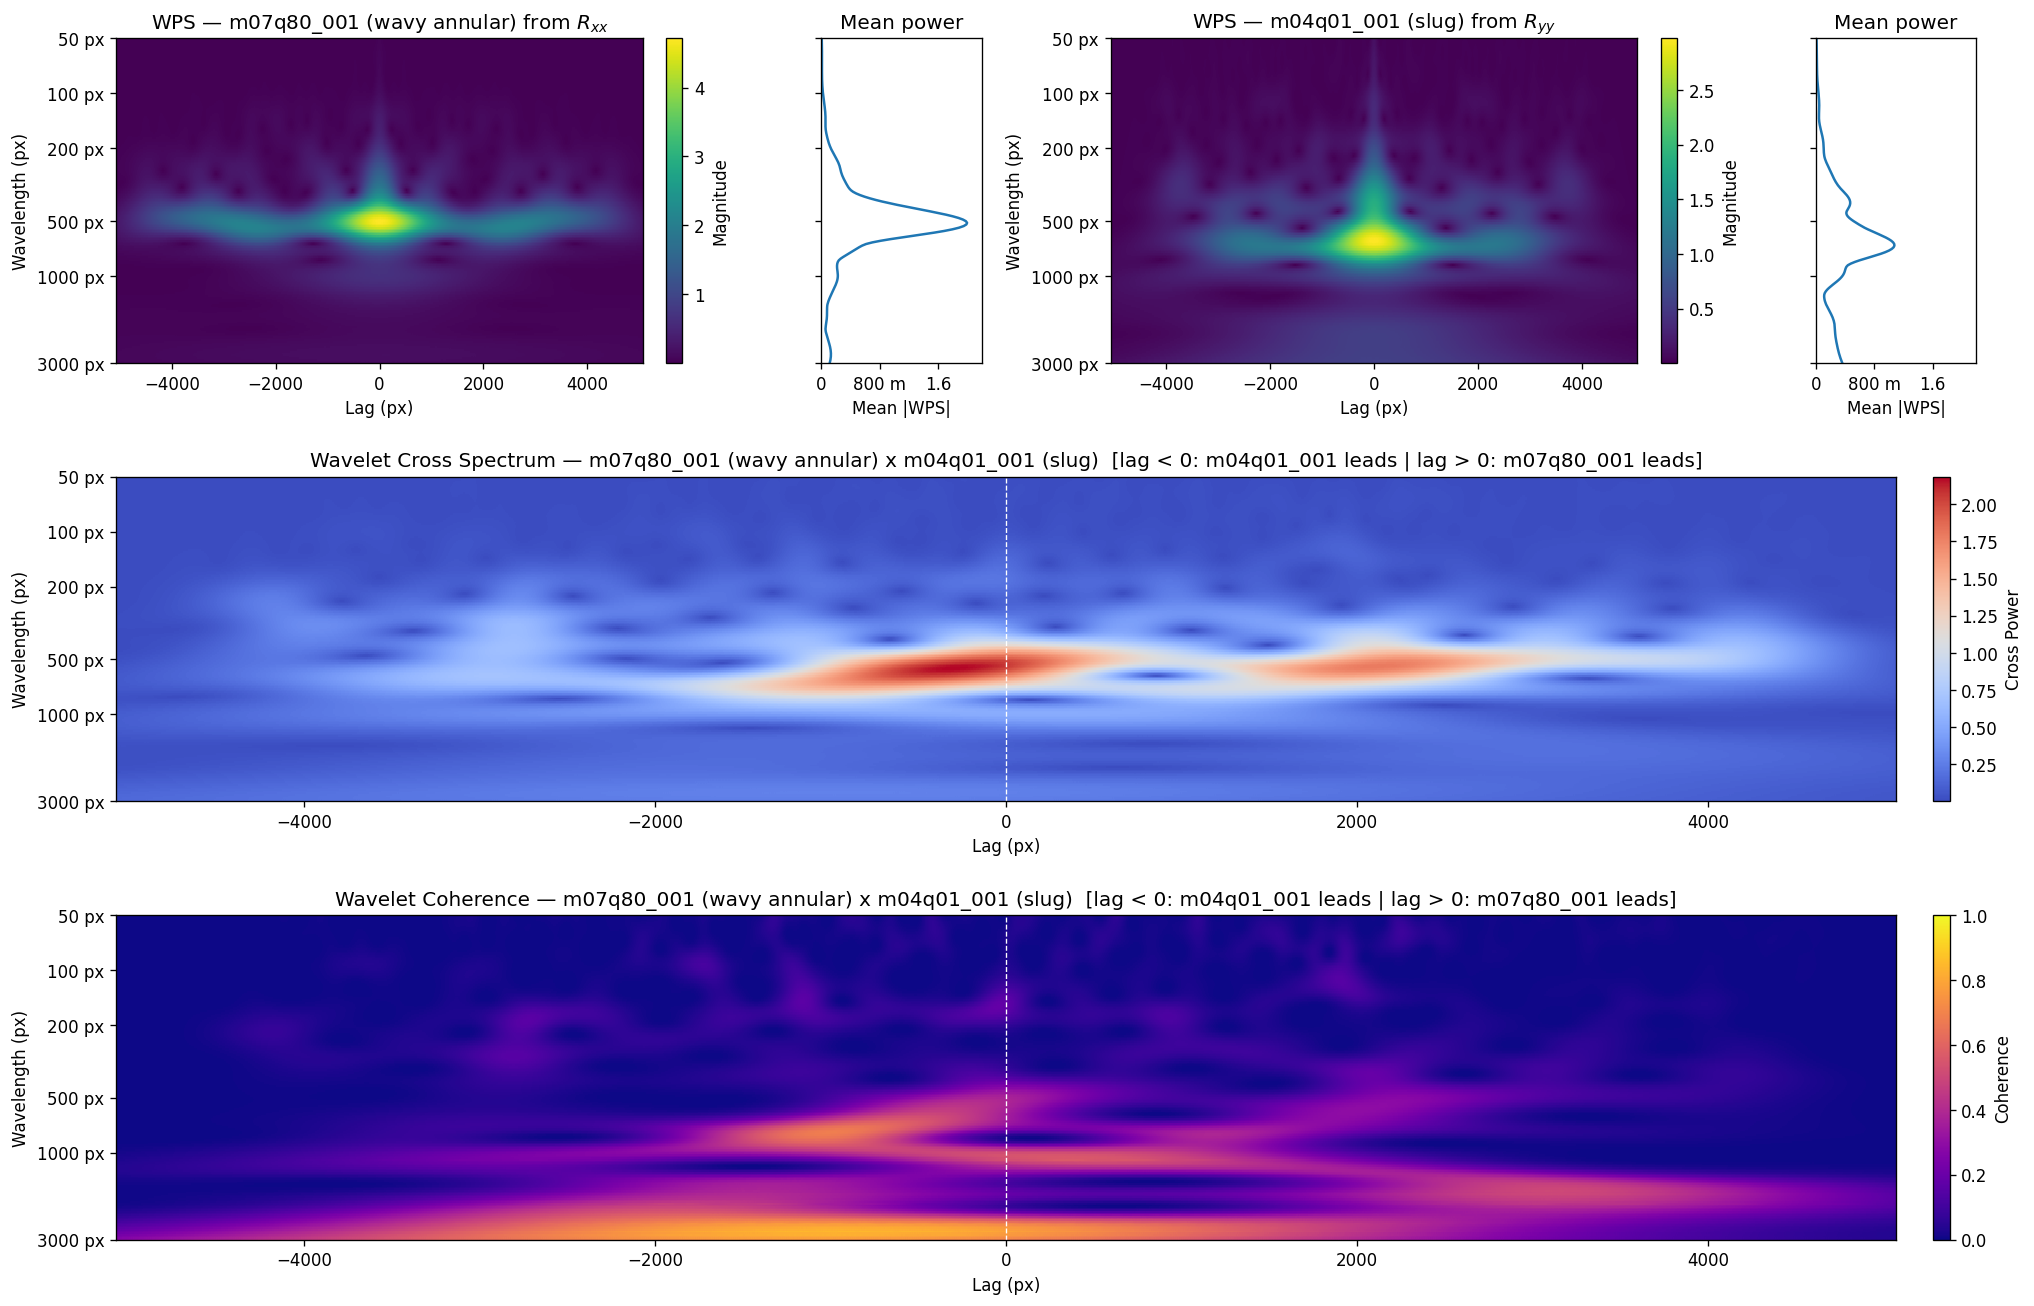 WPS — m07q80_001 (wavy annular) from Rxx
50 px
100 px
200 px
500 px
1000 px
3000 px
Wavelength (px)
−4000 −2000 0 2000 4000
Lag (px)
4
3
2
1
Magnitude
Mean power
0 800 m 1.6
Mean |WPS|
WPS — m04q01_001 (slug) from Ryy
50 px
100 px
200 px
500 px
1000 px
3000 px
Wavelength (px)
−4000 −2000 0 2000 4000
Lag (px)
2.5
2.0
1.5
1.0
0.5
Magnitude
Mean power
0 800 m 1.6
Mean |WPS|
Wavelet Cross Spectrum — m07q80_001 (wavy annular) x m04q01_001 (slug) [lag < 0: m04q01_001 leads | lag > 0: m07q80_001 leads]
50 px
100 px
200 px
500 px
1000 px
3000 px
Wavelength (px)
−4000 −2000 0 2000 4000
Lag (px)
2.00
1.75
1.50
1.25
1.00
0.75
0.50
0.25
Cross Power
Wavelet Coherence — m07q80_001 (wavy annular) x m04q01_001 (slug) [lag < 0: m04q01_001 leads | lag > 0: m07q80_001 leads]
50 px
100 px
200 px
500 px
1000 px
3000 px
Wavelength (px)
−4000 −2000 0 2000 4000
Lag (px)
1.0
0.8
0.6
0.4
0.2
0.0
Coherence